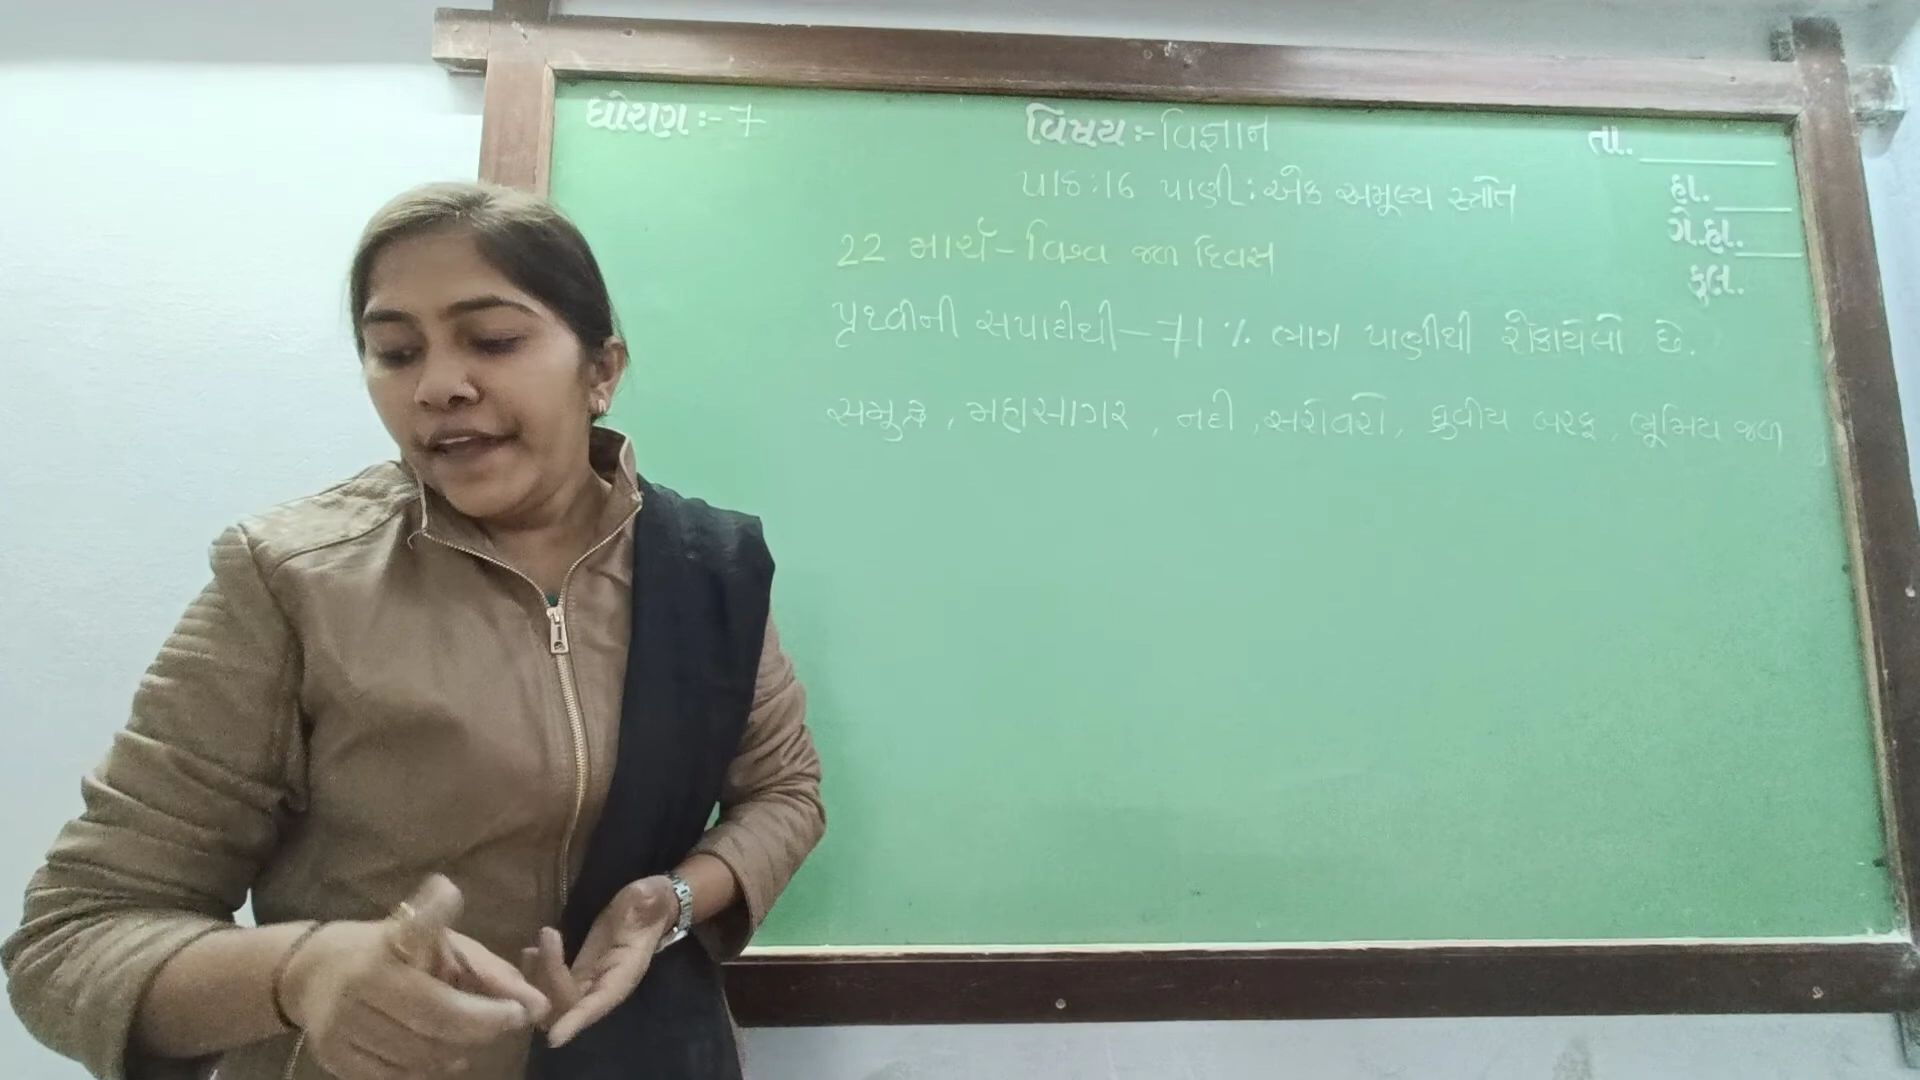 ધોરણ :- 7
વિષય :- વિજ્ઞાન
તા.
પાઠ : 16 પાણી : એક અમૂલ્ય સ્ત્રોત
હા.
ગે.હા.
કુલ.
22 માર્ચ - વિશ્વ જળ દિવસ
પૃથ્વીની સપાટીથી - 71 % ભાગ પાણીથી રોકાયેલો છે.
સમુદ્ર , મહાસાગર , નદી , સરોવરો , ધ્રુવીય બરફ , ભૂમિય જળ